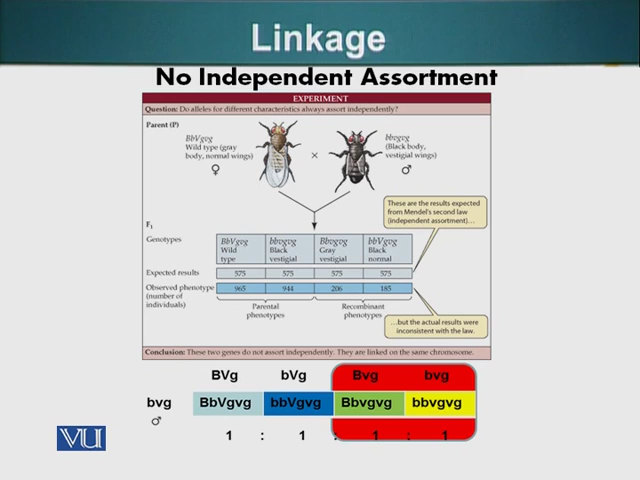 Linkage
No Independent Assortment
EXPERIMENT
Question: Do alleles for different characteristics always assort independently?
Parent (P)
BbVgvg
Wild type (gray
body, normal wings)
♀
×
bbvgvg
(Black body,
vestigial wings)
♂
These are the results expected
from Mendel's second law
(independent assortment)…
F1
Genotypes
BbVgvg
Wild
type
bbvgvg
Black
vestigial
Bbvgvg
Gray
vestigial
bbVgvg
Black
normal
Expected results
575 575 575 575
Observed phenotype
(number of
individuals)
965 944 206 185
Parental
phenotypes
Recombinant
phenotypes
…but the actual results were
inconsistent with the law.
Conclusion: These two genes do not assort independently. They are linked on the same chromosome.
BVg bVg Bvg bvg
bvg BbVgvg bbVgvg Bbvgvg bbvgvg
♂
1 : 1 : 1 : 1
VU